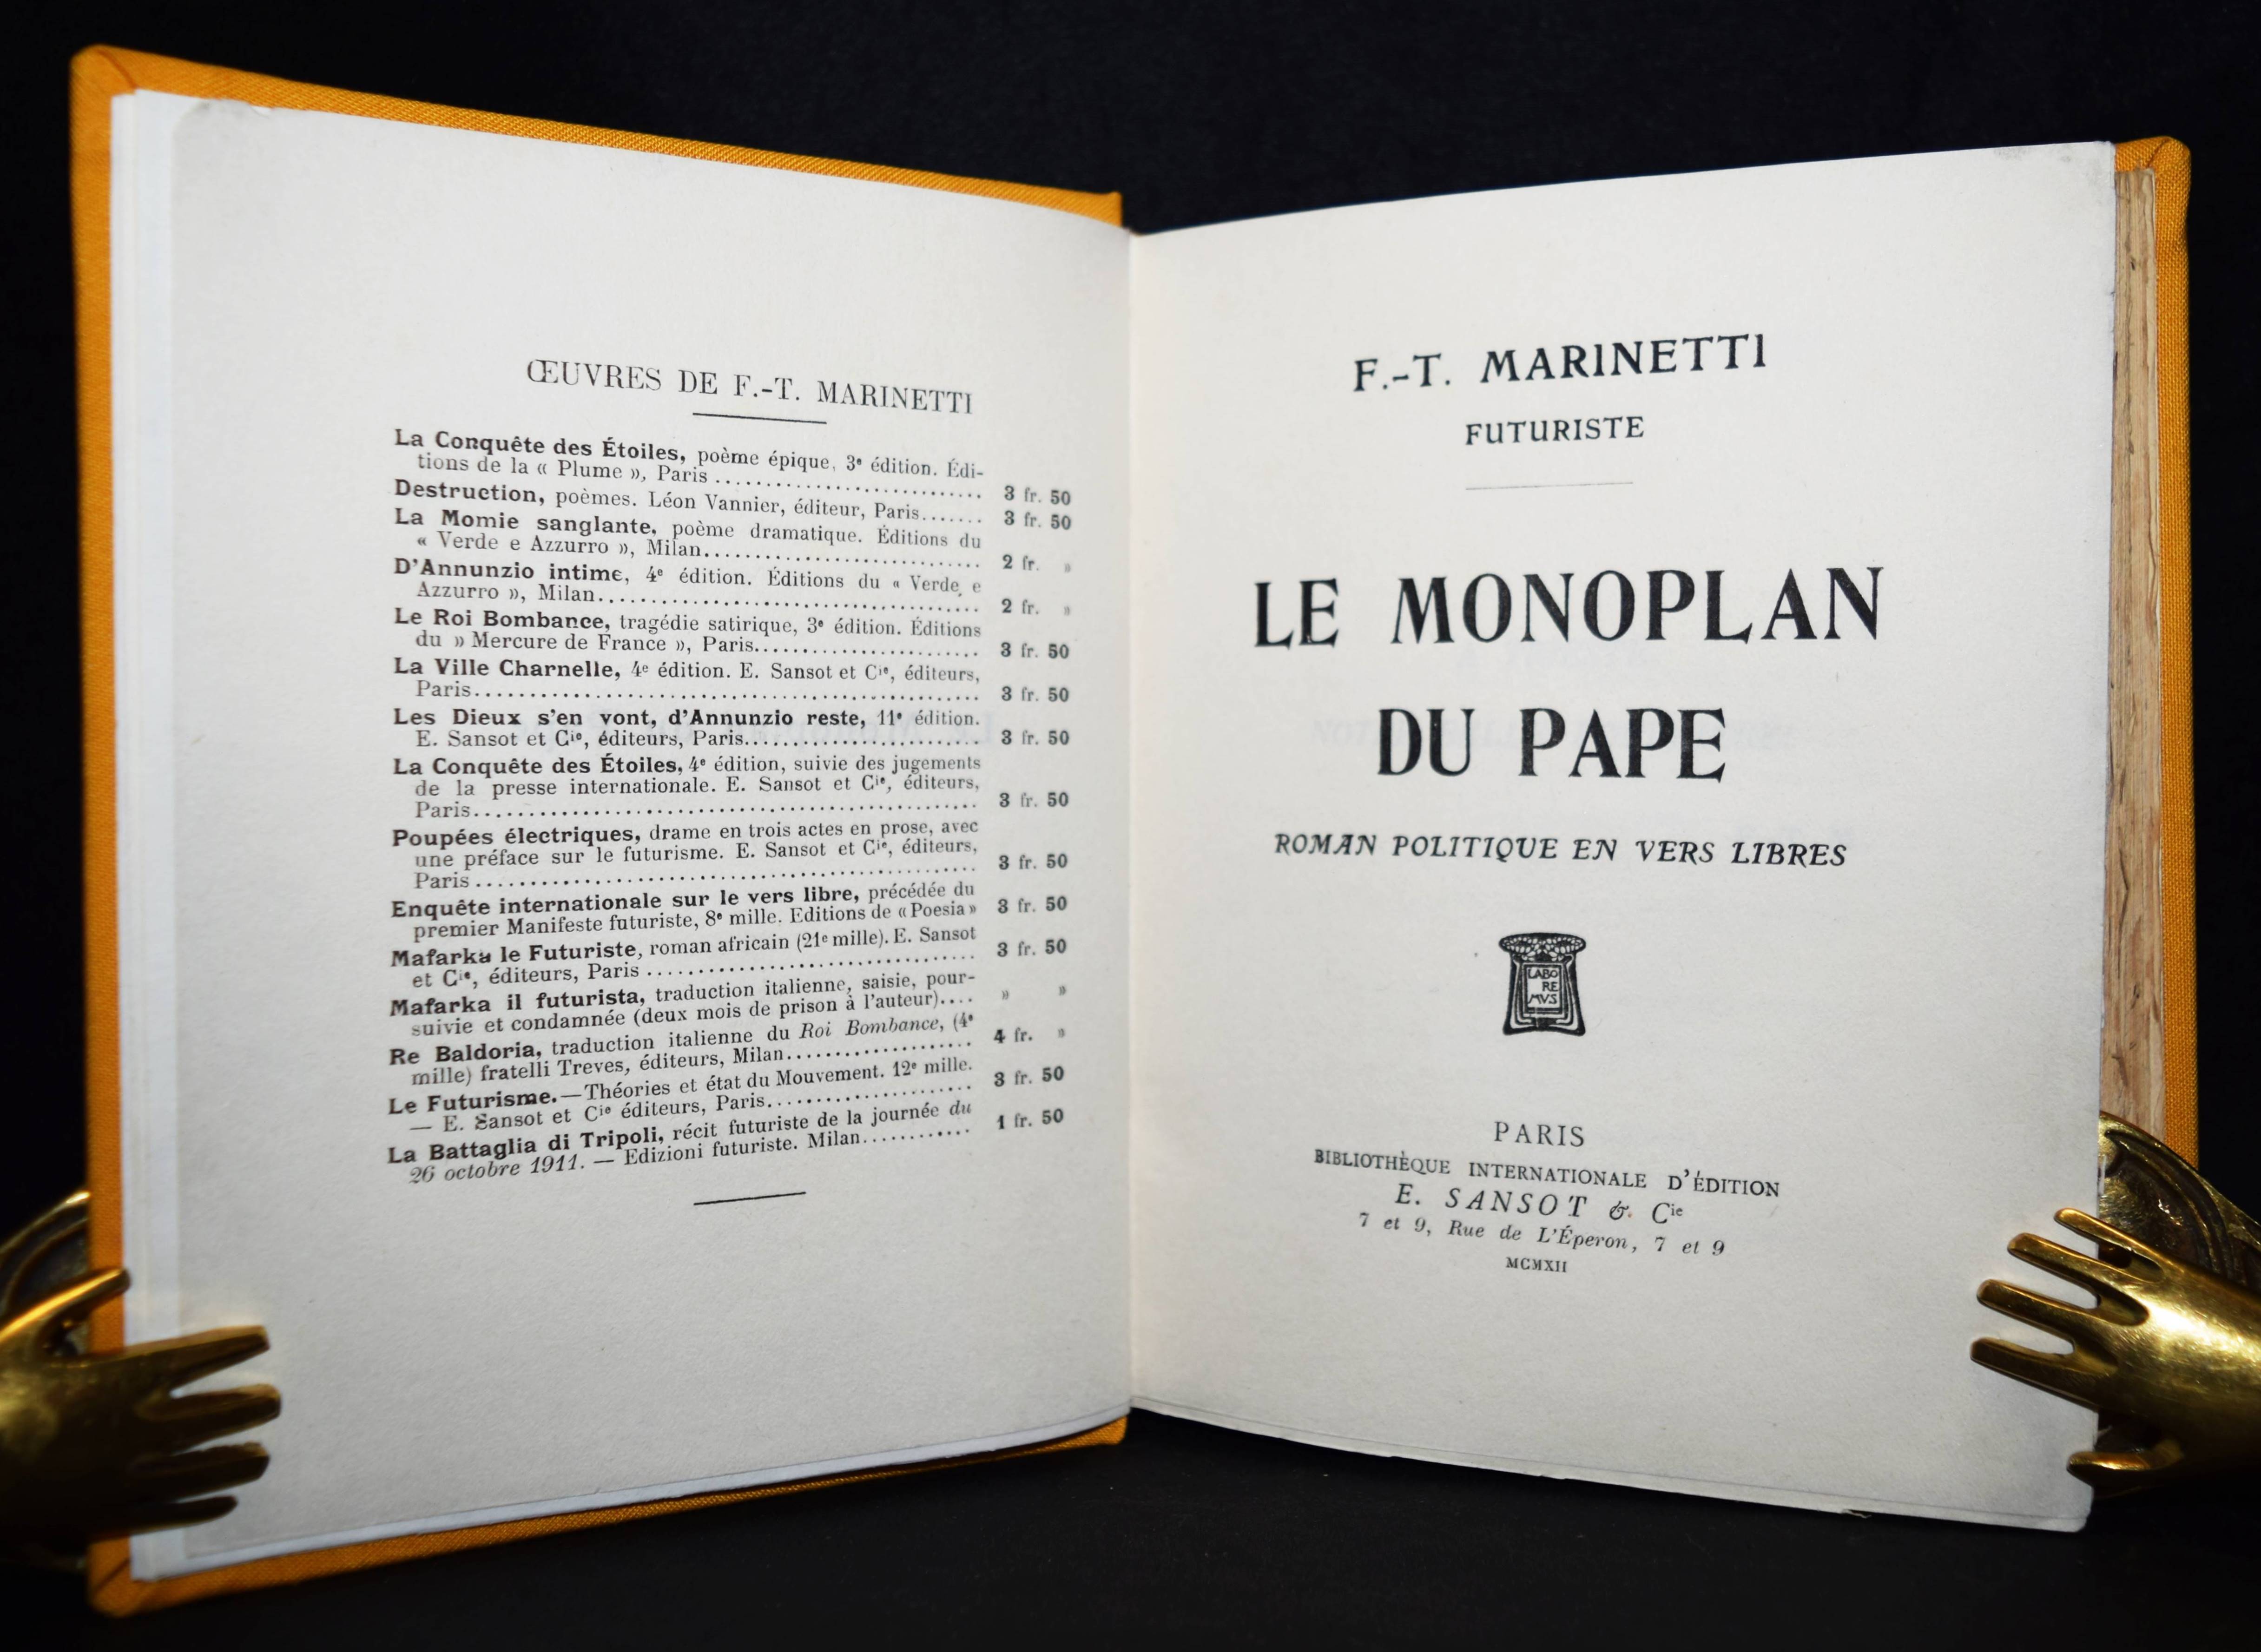 ŒUVRES DE F.-T. MARINETTI
La Conquête des Étoiles, poème épique, 3e édition. Édi-
tions de la « Plume », Paris .......................... 3 fr. 50
Destruction, poèmes. Léon Vannier, éditeur, Paris....... 3 fr. 50
La Momie sanglante, poème dramatique. Éditions du
« Verde e Azzurro », Milan.......................... 2 fr. »
D'Annunzio intime, 4e édition. Éditions du « Verde e
Azzurro », Milan.................................... 2 fr. »
Le Roi Bombance, tragédie satirique, 3e édition. Éditions
du » Mercure de France », Paris....................... 3 fr. 50
La Ville Charnelle, 4e édition. E. Sansot et Cie, éditeurs,
Paris............................................... 3 fr. 50
Les Dieux s'en vont, d'Annunzio reste, 11e édition.
E. Sansot et Cie, éditeurs, Paris........................ 3 fr. 50
La Conquête des Étoiles, 4e édition, suivie des jugements
de la presse internationale. E. Sansot et Cie, éditeurs,
Paris............................................... 3 fr. 50
Poupées électriques, drame en trois actes en prose, avec
une préface sur le futurisme. E. Sansot et Cie, éditeurs,
Paris ............................................... 3 fr. 50
Enquête internationale sur le vers libre, précédée du
premier Manifeste futuriste, 8e mille. Editions de « Poesia » 3 fr. 50
Mafarka le Futuriste, roman africain (21e mille). E. Sansot
et Cie, éditeurs, Paris ................................ 3 fr. 50
Mafarka il futurista, traduction italienne, saisie, pour-
suivie et condamnée (deux mois de prison à l'auteur).... » »
Re Baldoria, traduction italienne du Roi Bombance, (4e
mille) fratelli Treves, éditeurs, Milan.................... 4 fr. »
Le Futurisme.—Théories et état du Mouvement. 12e mille.
— E. Sansot et Cie éditeurs, Paris...................... 3 fr. 50
La Battaglia di Tripoli, récit futuriste de la journée du
26 octobre 1911. — Edizioni futuriste. Milan............ 1 fr. 50
F.-T. MARINETTI
FUTURISTE
LE MONOPLAN
DU PAPE
ROMAN POLITIQUE EN VERS LIBRES
LABO
RE
MVS
PARIS
BIBLIOTHÈQUE INTERNATIONALE D'ÉDITION
E. SANSOT & Cie
7 et 9, Rue de L'Éperon, 7 et 9
MCMXII